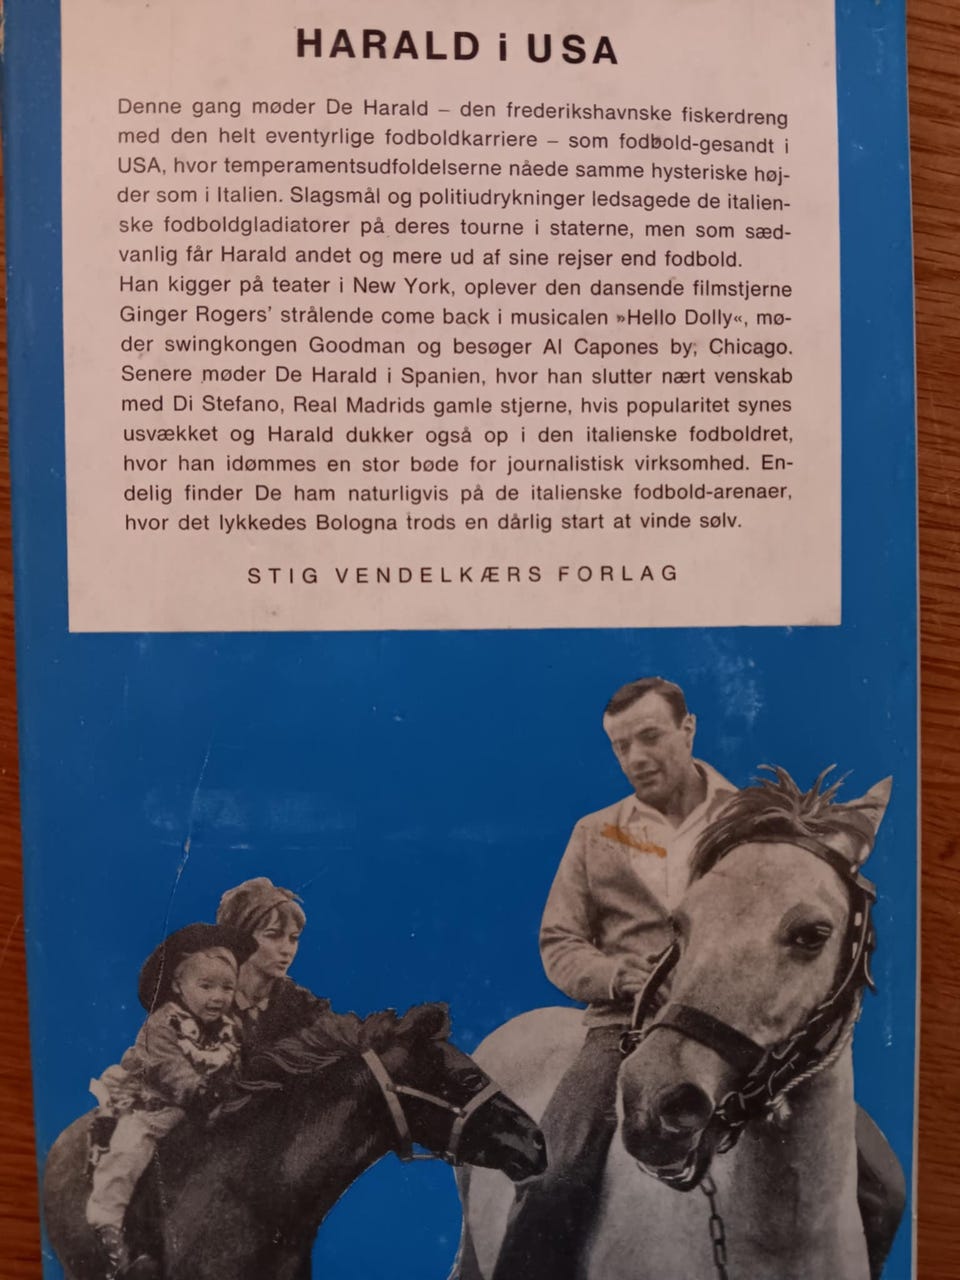 HARALD i USA
Denne gang møder De Harald – den frederikshavnske fiskerdreng
med den helt eventyrlige fodboldkarriere – som fodbold-gesandt i
USA, hvor temperamentsudfoldelserne nåede samme hysteriske høj-
der som i Italien. Slagsmål og politiudrykninger ledsagede de italien-
ske fodboldgladiatorer på deres tourne i staterne, men som sæd-
vanlig får Harald andet og mere ud af sine rejser end fodbold.
Han kigger på teater i New York, oplever den dansende filmstjerne
Ginger Rogers' strålende come back i musicalen »Hello Dolly«, mø-
der swingkongen Goodman og besøger Al Capones by, Chicago.
Senere møder De Harald i Spanien, hvor han slutter nært venskab
med Di Stefano, Real Madrids gamle stjerne, hvis popularitet synes
usvækket og Harald dukker også op i den italienske fodboldret,
hvor han idømmes en stor bøde for journalistisk virksomhed. En-
delig finder De ham naturligvis på de italienske fodbold-arenaer,
hvor det lykkedes Bologna trods en dårlig start at vinde sølv.
STIG VENDELKÆRS FORLAG